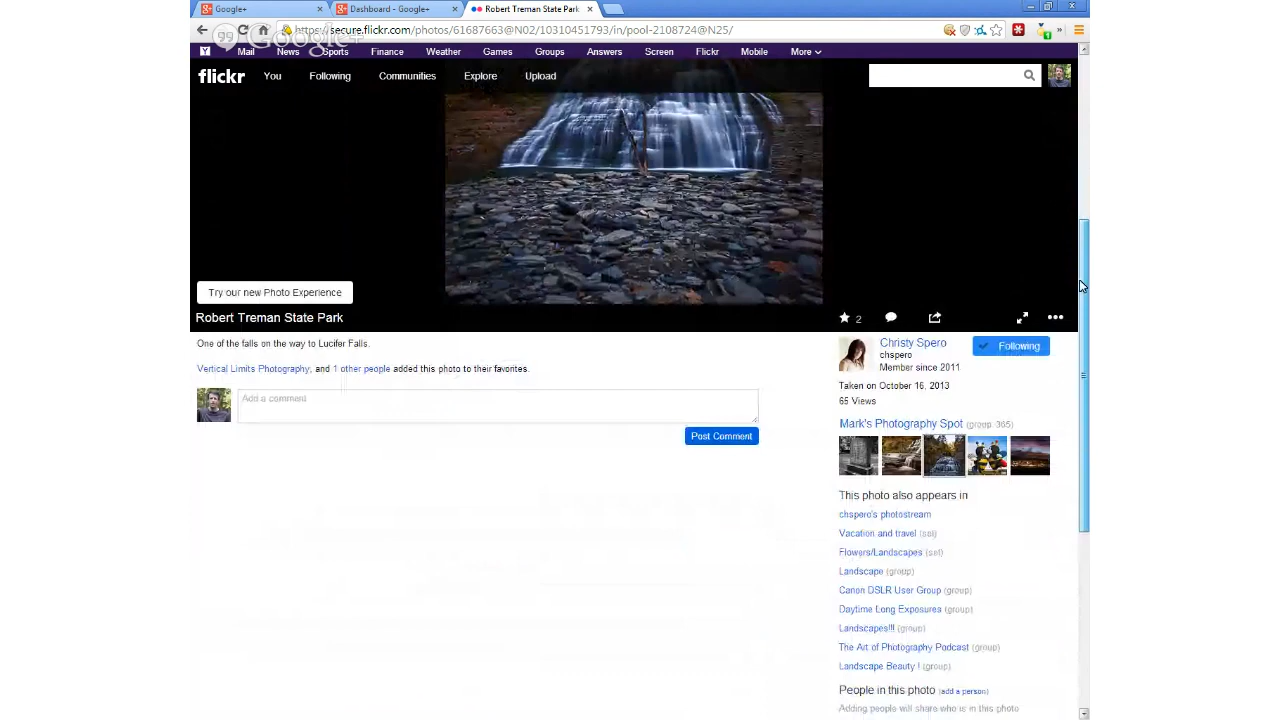 Google+
Dashboard - Google+
Robert Treman State Park
https://secure.flickr.com/photos/61687663@N02/10310451793/in/pool-2108724@N25/
Google+
Mail News Sports Finance Weather Games Groups Answers Screen Flickr Mobile More
flickr You Following Communities Explore Upload
Try our new Photo Experience
Robert Treman State Park
2
One of the falls on the way to Lucifer Falls.
Vertical Limits Photography, and 1 other people added this photo to their favorites.
Add a comment
Post Comment
Christy Spero
Following
chspero
Member since 2011
Taken on October 16, 2013
65 Views
Mark's Photography Spot (group 365)
This photo also appears in
chspero's photostream
Vacation and travel (set)
Flowers/Landscapes (set)
Landscape (group)
Canon DSLR User Group (group)
Daytime Long Exposures (group)
Landscapes!!! (group)
The Art of Photography Podcast (group)
Landscape Beauty ! (group)
People in this photo (add a person)
Adding people will share who is in this photo